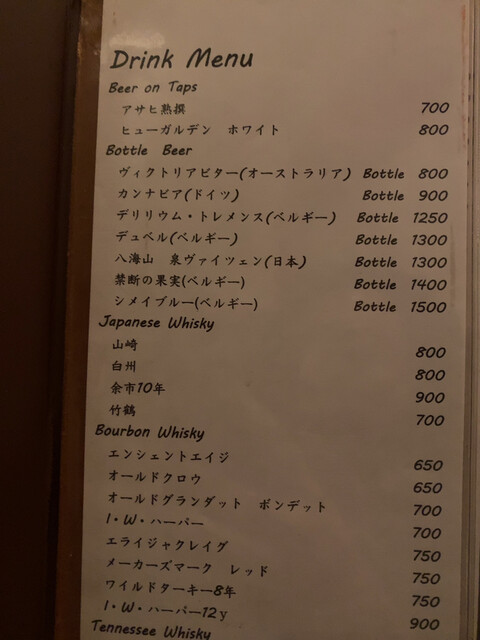 Drink Menu
Beer on Taps
アサヒ熟撰 700
ヒューガルデン ホワイト 800
Bottle Beer
ヴィクトリアビター(オーストラリア) Bottle 800
カンナビア(ドイツ) Bottle 900
デリリウム・トレメンス(ベルギー) Bottle 1250
デュベル(ベルギー) Bottle 1300
八海山 泉ヴァイツェン(日本) Bottle 1300
禁断の果実(ベルギー) Bottle 1400
シメイブルー(ベルギー) Bottle 1500
Japanese Whisky
山崎 800
白州 800
余市10年 900
竹鶴 700
Bourbon Whisky
エンシェントエイジ 650
オールドクロウ 650
オールドグランダット ボンデット 700
I・W・ハーパー 700
エライジャクレイグ 750
メーカーズマーク レッド 750
ワイルドターキー8年 750
I・W・ハーパー12y 900
Tennessee Whisky